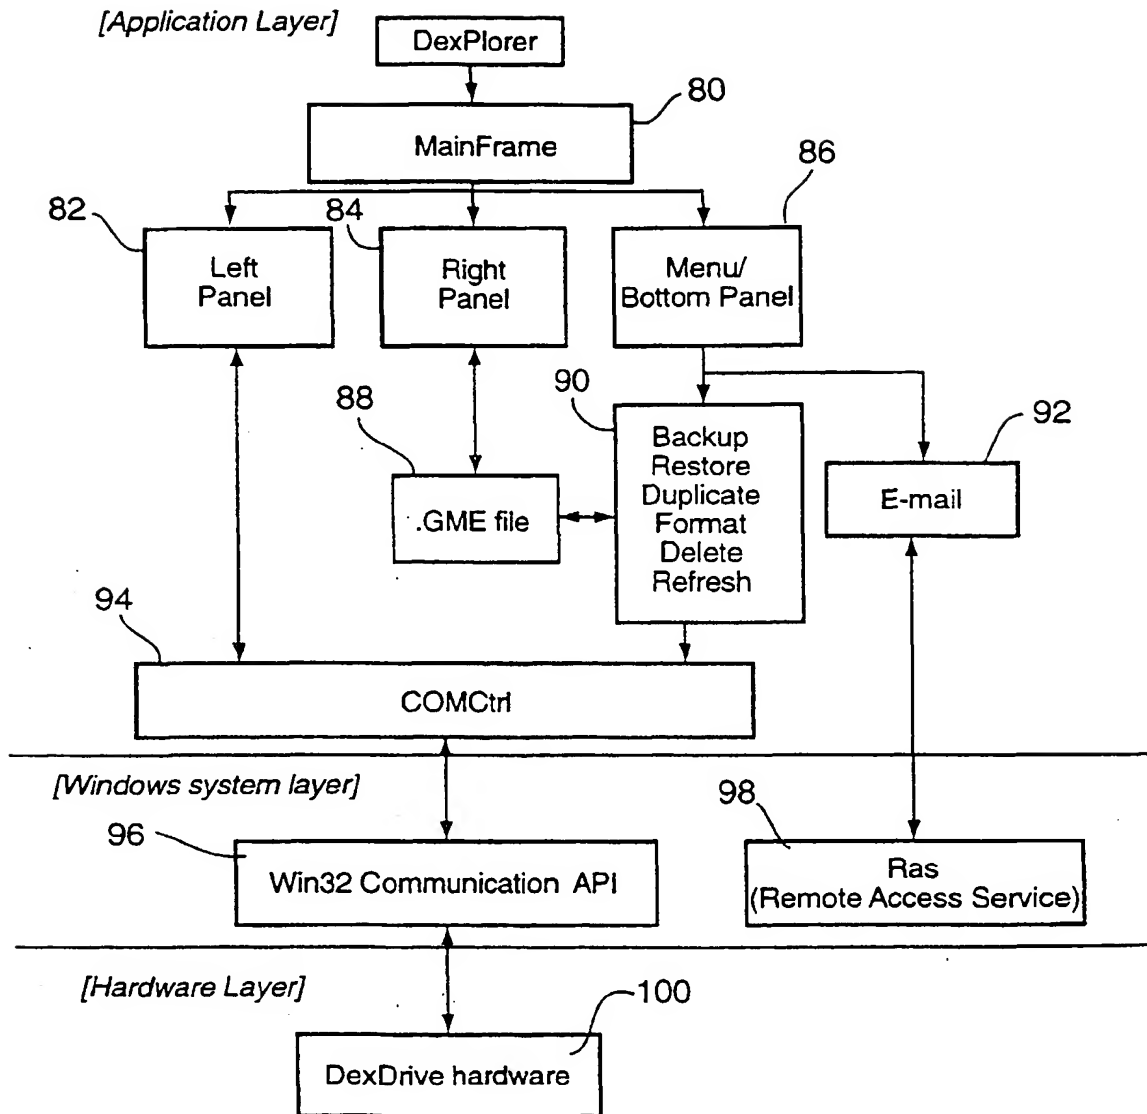 [Application Layer]
DexPlorer
80
MainFrame
86
82
84
Left
Panel
Right
Panel
Menu/
Bottom Panel
90
88
92
Backup
Restore
Duplicate
Format
Delete
Refresh
E-mail
.GME file
94
COMCtrl
[Windows system layer]
98
96
Win32 Communication API
Ras
(Remote Access Service)
[Hardware Layer]
100
DexDrive hardware